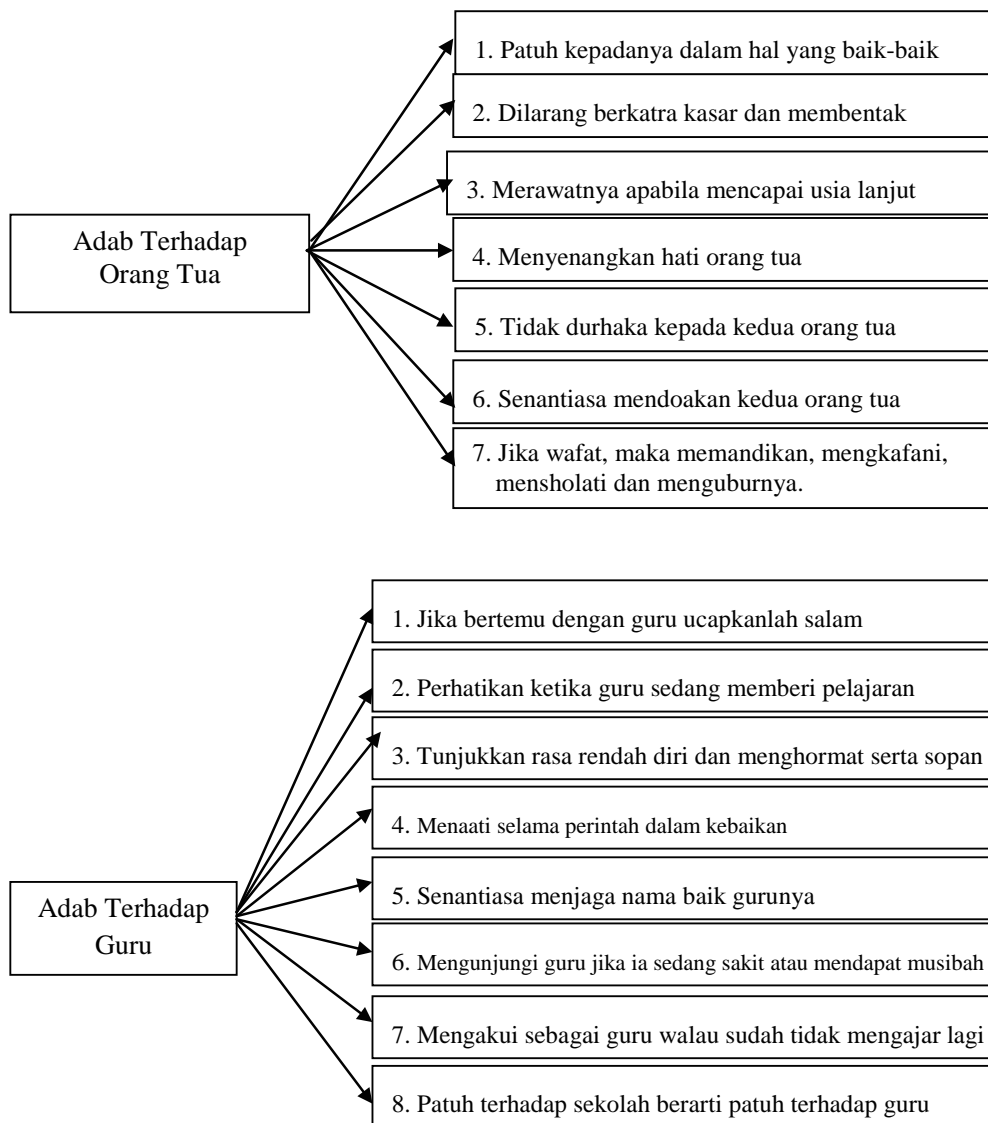 1. Patuh kepadanya dalam hal yang baik-baik
2. Dilarang berkatra kasar dan membentak
3. Merawatnya apabila mencapai usia lanjut
Adab Terhadap
Orang Tua
4. Menyenangkan hati orang tua
5. Tidak durhaka kepada kedua orang tua
6. Senantiasa mendoakan kedua orang tua
7. Jika wafat, maka memandikan, mengkafani,
mensholati dan menguburnya.
1. Jika bertemu dengan guru ucapkanlah salam
2. Perhatikan ketika guru sedang memberi pelajaran
3. Tunjukkan rasa rendah diri dan menghormat serta sopan
4. Menaati selama perintah dalam kebaikan
5. Senantiasa menjaga nama baik gurunya
Adab Terhadap
Guru
6. Mengunjungi guru jika ia sedang sakit atau mendapat musibah
7. Mengakui sebagai guru walau sudah tidak mengajar lagi
8. Patuh terhadap sekolah berarti patuh terhadap guru